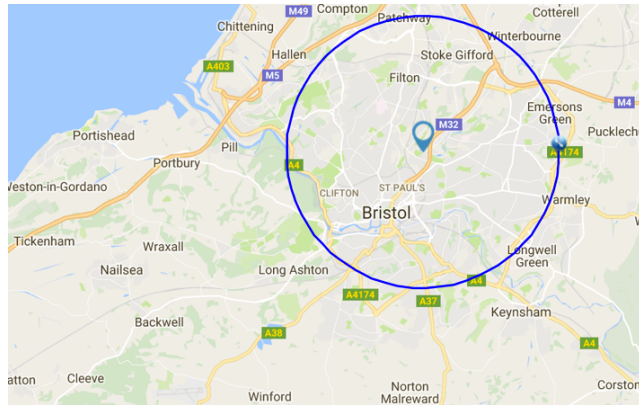 Compton
Cotterell
M49
Patchway
Chittening
Winterbourne
Hallen
Stoke Gifford
A403
M5
Filton
M4
Emersons
Green
Portishead
M32
Pucklechu
Pill
Portbury
A4
A4174
Weston-in-Gordano
CLIFTON
ST PAUL'S
Warmley
Bristol
Tickenham
Wraxall
Longwell
Green
Nailsea
Long Ashton
A4
A4174
A37
Keynsham
Backwell
A38
A4
atton
Cleeve
Norton
Malreward
Corston
Winford